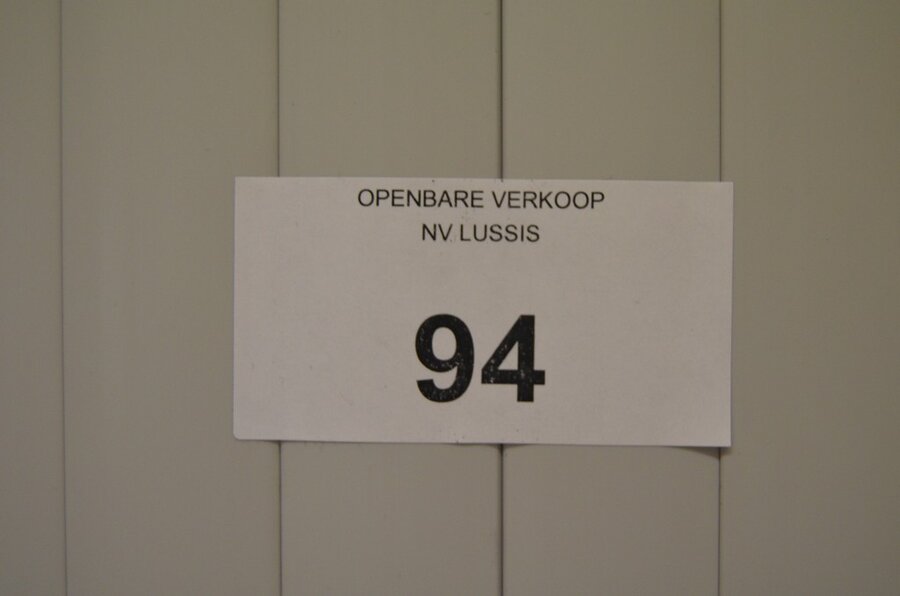 OPENBARE VERKOOP
NV LUSSIS
94